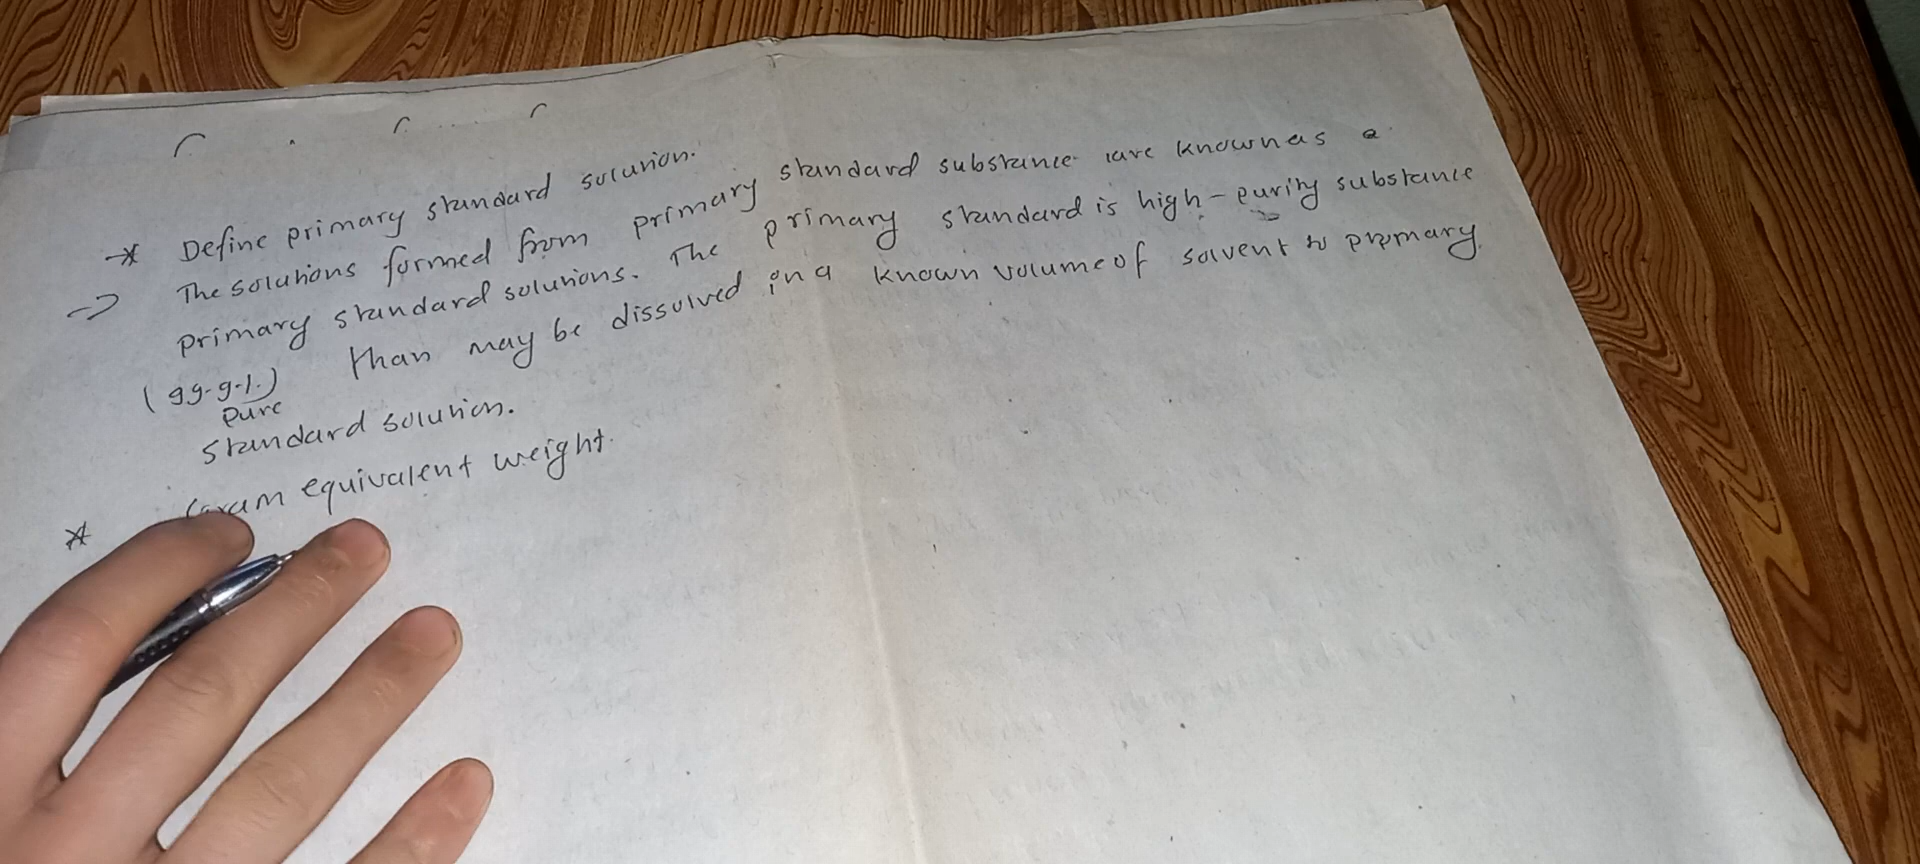 * Define primary standard solution.
→ The solutions formed from primary standard substance are known as a
primary standard solutions. The primary standard is high-purity substance
(99.9%) than may be dissolved in a known volume of solvent to premary
pure
standard solution.
* Gram equivalent weight.